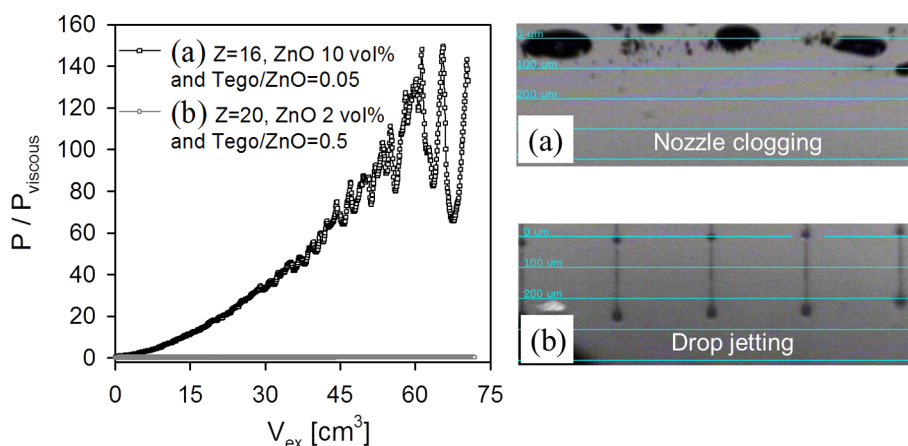 160
140
120
100
80
60
40
20
0
P / Pviscous
(a) Z=16, ZnO 10 vol%
and Tego/ZnO=0.05
(b) Z=20, ZnO 2 vol%
and Tego/ZnO=0.5
0 15 30 45 60 75
Vex [cm³]
0 um
100 um
200 um
(a)
Nozzle clogging
0 um
100 um
200 um
(b)
Drop jetting